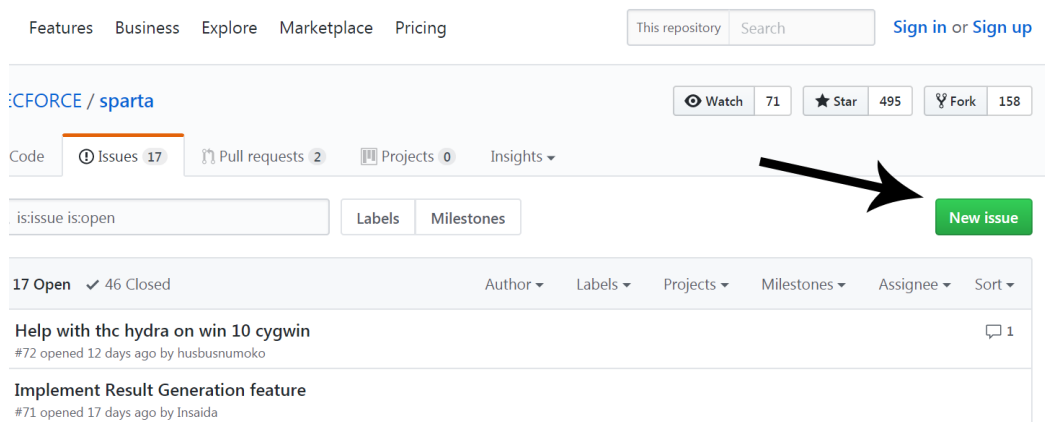 Features Business Explore Marketplace Pricing This repository Search Sign in or Sign up
ECFORCE / sparta Watch 71 Star 495 Fork 158
Code Issues 17 Pull requests 2 Projects 0 Insights
is:issue is:open Labels Milestones New issue
17 Open 46 Closed Author Labels Projects Milestones Assignee Sort
Help with thc hydra on win 10 cygwin 1
#72 opened 12 days ago by husbusnumoko
Implement Result Generation feature
#71 opened 17 days ago by Insaida